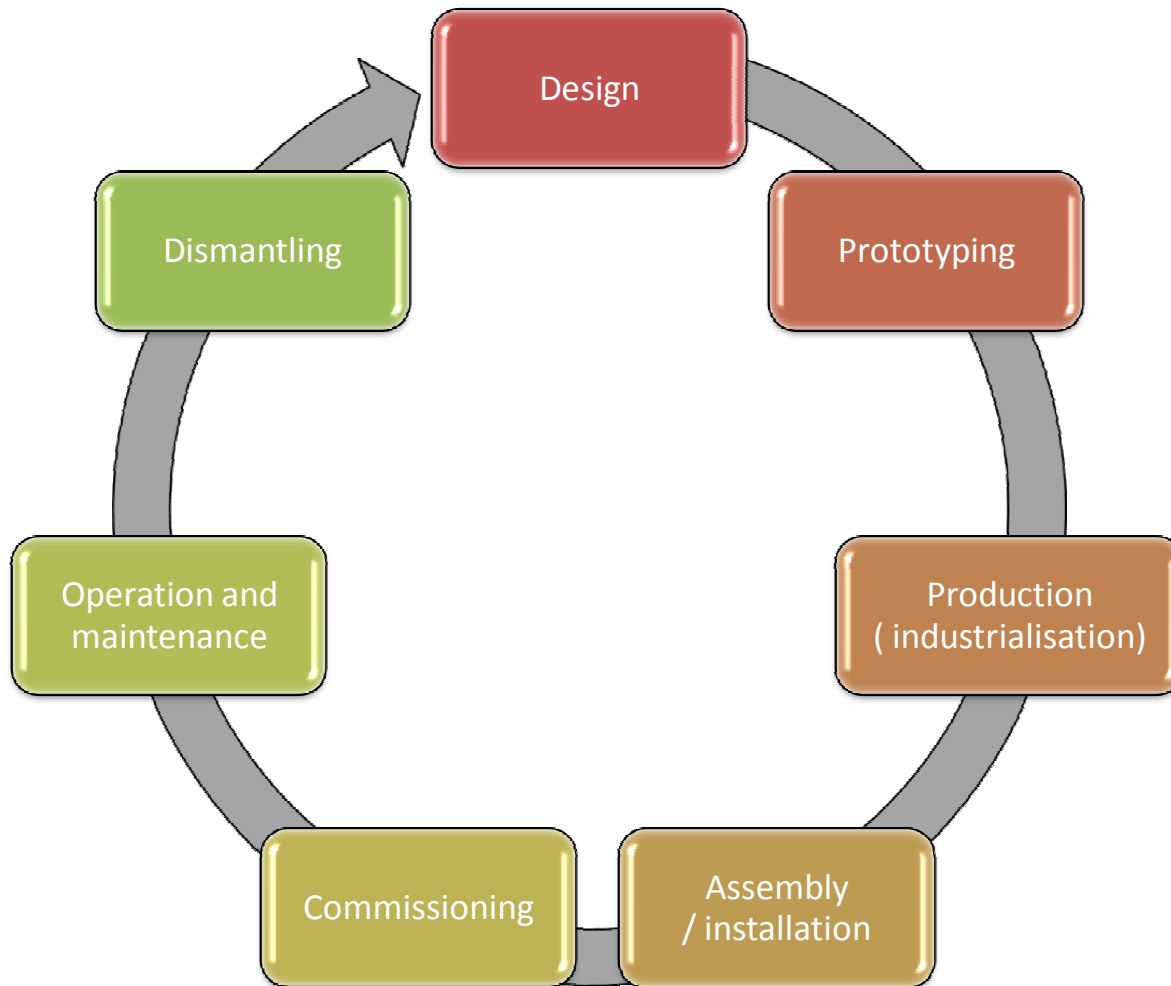 Design
Prototyping
Production
( industrialisation)
Assembly
/ installation
Commissioning
Operation and
maintenance
Dismantling